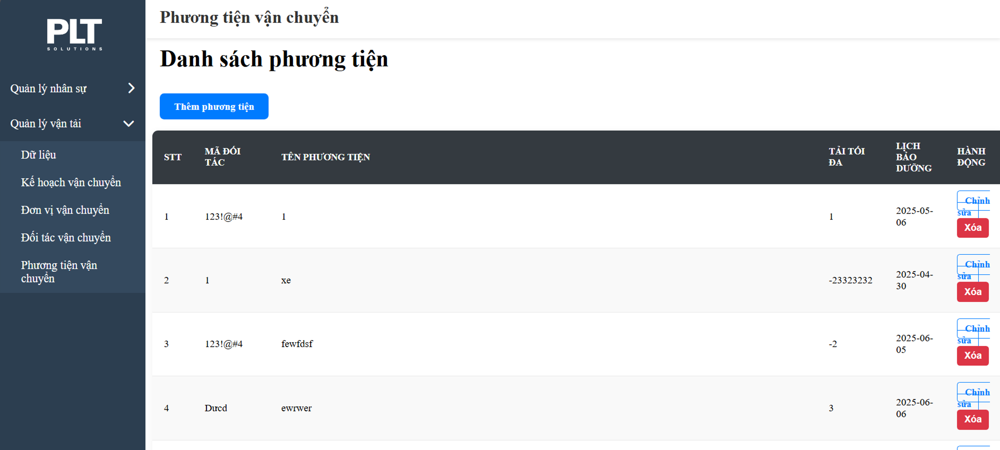 PLT
SOLUTIONS
Quản lý nhân sự
Quản lý vận tải
Dữ liệu
Kế hoạch vận chuyển
Đơn vị vận chuyển
Đối tác vận chuyển
Phương tiện vận
chuyển
Phương tiện vận chuyển
Danh sách phương tiện
Thêm phương tiện
STT MÃ ĐỐI TÁC TÊN PHƯƠNG TIỆN TẢI TỐI ĐA LỊCH BẢO DƯỠNG HÀNH ĐỘNG
1 123!@#4 1 1 2025-05-06 Chỉnh sửa Xóa
2 1 xe -23323232 2025-04-30 Chỉnh sửa Xóa
3 123!@#4 fewfdsf -2 2025-06-05 Chỉnh sửa Xóa
4 Dưcd ewrwer 3 2025-06-06 Chỉnh sửa Xóa